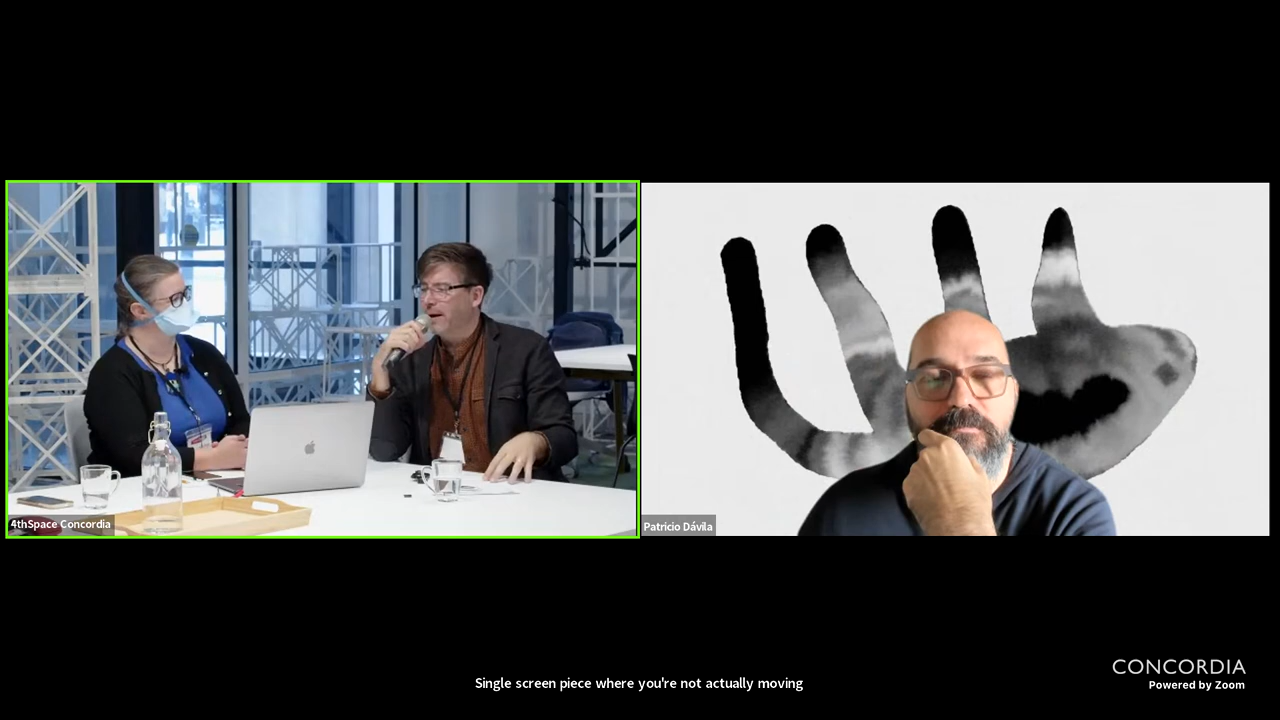 4thSpace Concordia
Patricio Dávila
Single screen piece where you're not actually moving
CONCORDIA
Powered by Zoom